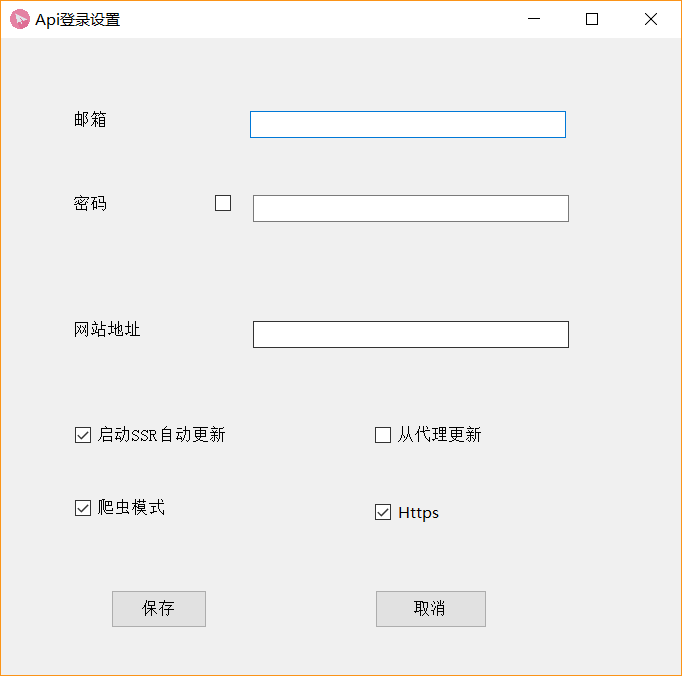 Api登录设置
邮箱
密码
网站地址
启动SSR自动更新
从代理更新
爬虫模式
Https
保存
取消